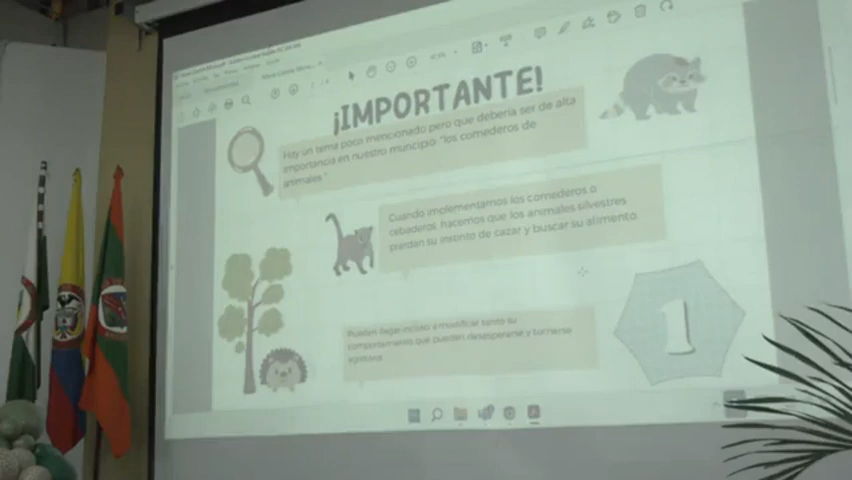 ¡IMPORTANTE!
Hay un tema poco mencionado pero que debería ser de alta
importancia en nuestro municipio: "los comederos de
animales."
Cuando implementamos los comederos o
cebaderos, hacemos que los animales silvestres
pierdan su instinto de cazar y buscar su alimento.
Pueden llegar incluso a modificar tanto su
comportamiento que pueden desesperarse y tornarse
agresivos
1